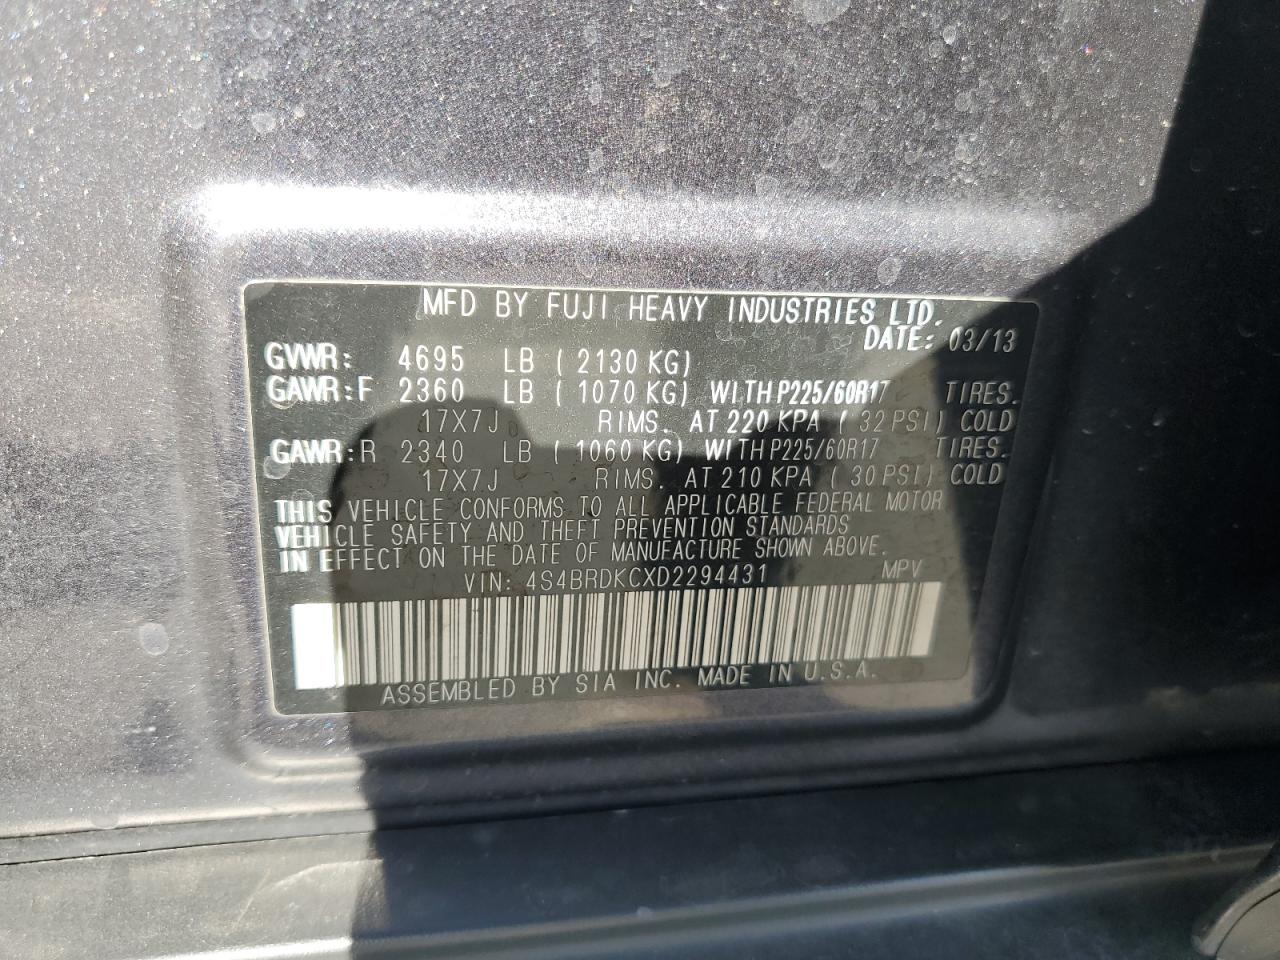 MFD BY FUJI HEAVY INDUSTRIES LTD.
DATE: 03/13
GVWR: 4695 LB ( 2130 KG)
GAWR:F 2360 LB ( 1070 KG) WITH P225/60R17 TIRES.
17X7J RIMS. AT 220 KPA ( 32 PSI) COLD
GAWR:R 2340 LB ( 1060 KG) WITH P225/60R17 TIRES.
17X7J RIMS. AT 210 KPA ( 30 PSI) COLD
THIS VEHICLE CONFORMS TO ALL APPLICABLE FEDERAL MOTOR
VEHICLE SAFETY AND THEFT PREVENTION STANDARDS
IN EFFECT ON THE DATE OF MANUFACTURE SHOWN ABOVE.
VIN: 4S4BRDKCXD2294431 MPV
ASSEMBLED BY SIA INC. MADE IN U.S.A.